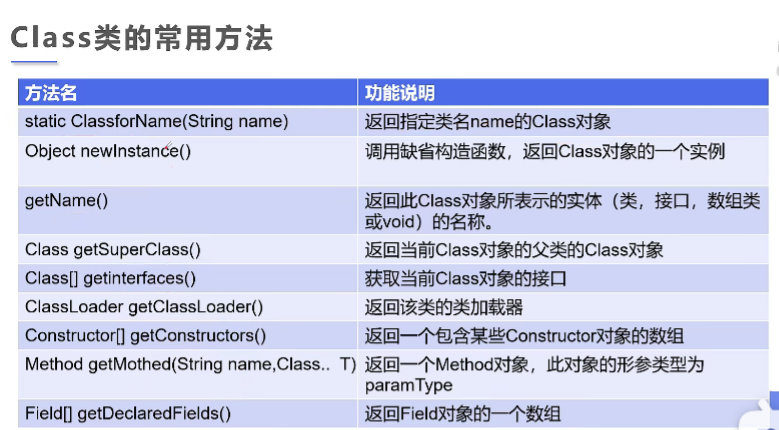 Class类的常用方法
方法名 功能说明
static ClassforName(String name) 返回指定类名name的Class对象
Object newInstance() 调用缺省构造函数，返回Class对象的一个实例
getName() 返回此Class对象所表示的实体（类，接口，数组类
或void）的名称。
Class getSuperClass() 返回当前Class对象的父类的Class对象
Class[] getinterfaces() 获取当前Class对象的接口
ClassLoader getClassLoader() 返回该类的类加载器
Constructor[] getConstructors() 返回一个包含某些Constructor对象的数组
Method getMothed(String name,Class.. T) 返回一个Method对象，此对象的形参类型为
paramType
Field[] getDeclaredFields() 返回Field对象的一个数组